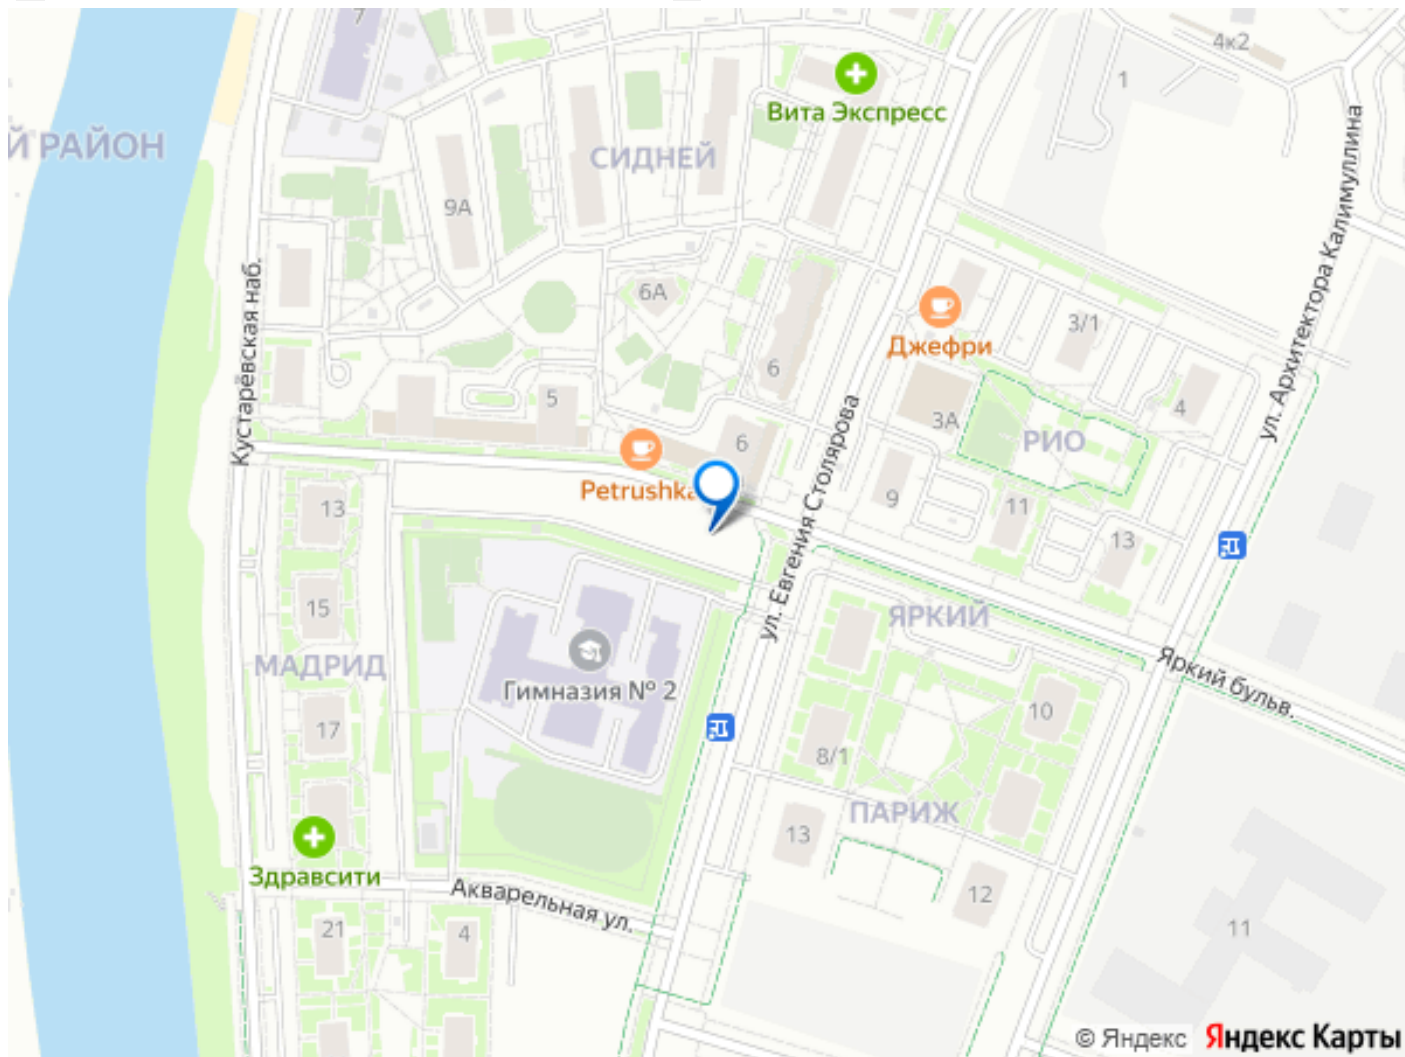 7
4к2
1
Вита Экспресс
Й РАЙОН
СИДНЕЙ
9А
ул. Архитектора Калимуллина
Кустарёвская наб.
6А
3/1
Джефри
6
5
4
3А
РИО
6
ул. Евгения Столярова
Petrushka
9
11
13
13
15
ЯРКИЙ
МАДРИД
Гимназия № 2
Яркий бульв.
17
10
8/1
ПАРИЖ
13
Здравсити
Акварельная ул.
12
21
4
11
© Яндекс Яндекс Карты